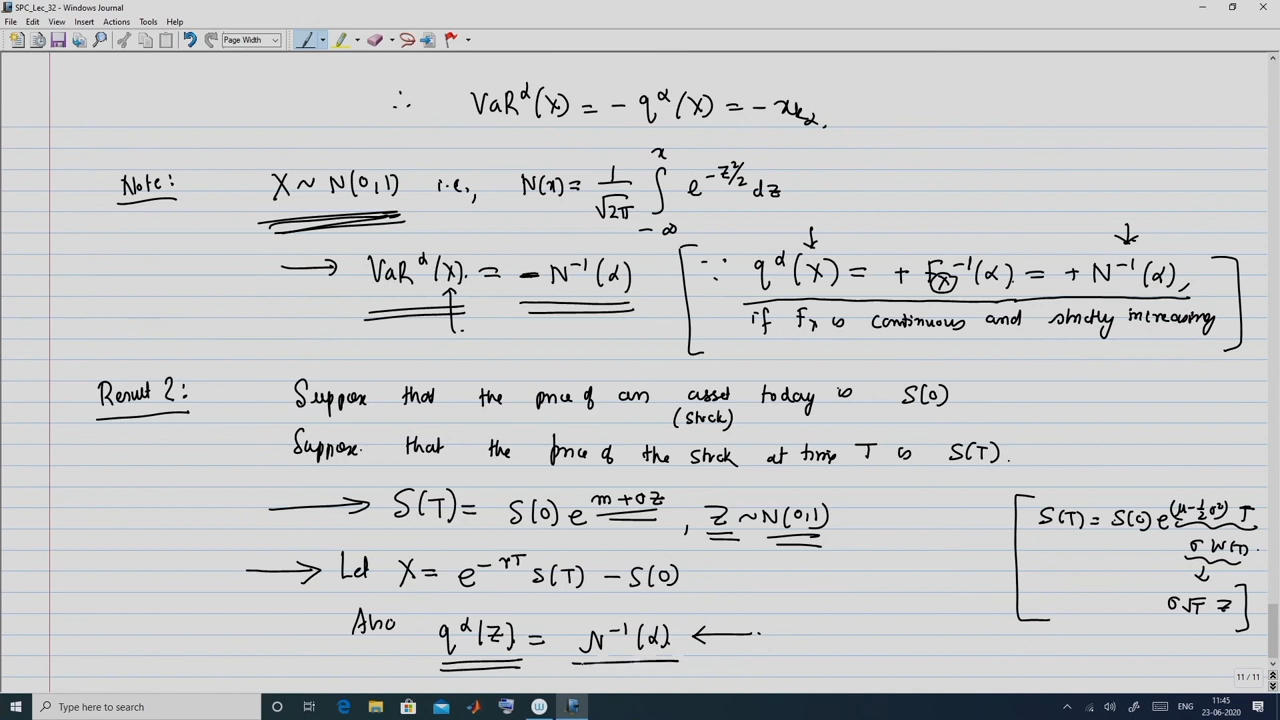 SPC_Lec_32 - Windows Journal
File Edit View Insert Actions Tools Help
Page Width
∴ VaR^α(X) = - q^α(X) = - x_{k_α}.
Note: X ~ N(0,1) i.e., N(x) = 1/√2π ∫_{-∞}^{x} e^{-z²/2} dz
→ VaR^α(X) = - N^{-1}(α) [∵ q^α(X) = + F_X^{-1}(α) = + N^{-1}(α),
if F_X is continuous and strictly increasing]
Result 2: Suppose that the price of an asset today is S(0)
(stock)
Suppose that the price of the stock at time T is S(T).
→ S(T) = S(0) e^{m+σZ}, Z ~ N(0,1)
[S(T) = S(0) e^{(μ-½σ²)T
σ W(T)
↓
σ√T Z]
→ Let X = e^{-rT} S(T) - S(0)
Also q^α(Z) = N^{-1}(α) ←
11 / 11
Type here to search
ENG
11:45
23-06-2020